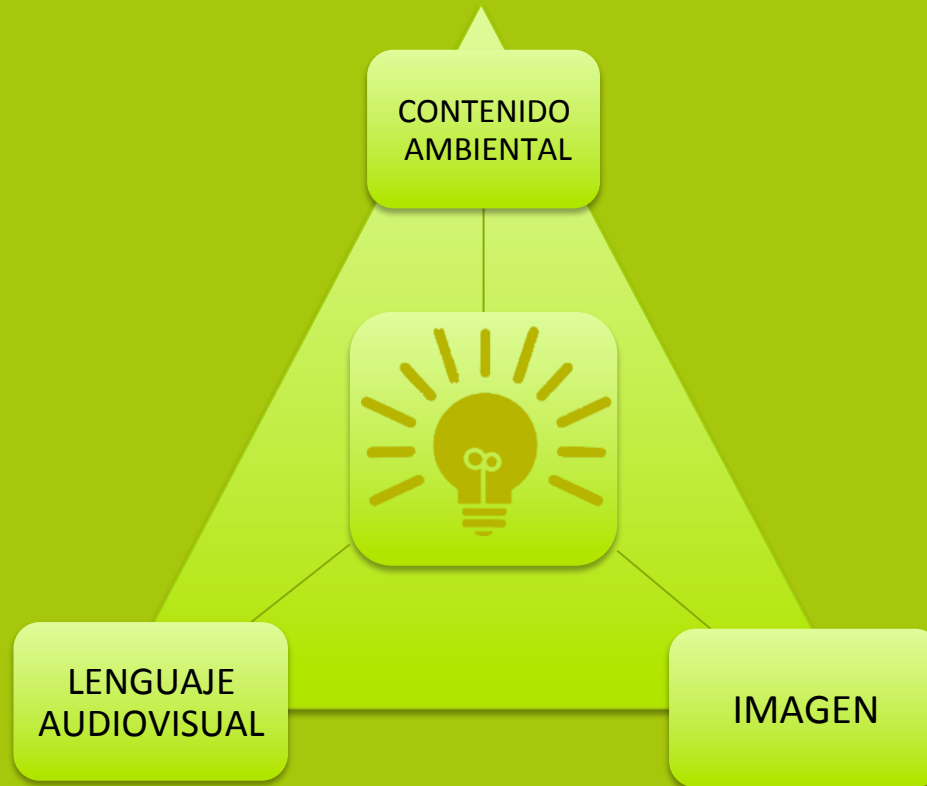 CONTENIDO
AMBIENTAL
LENGUAJE
AUDIOVISUAL
IMAGEN